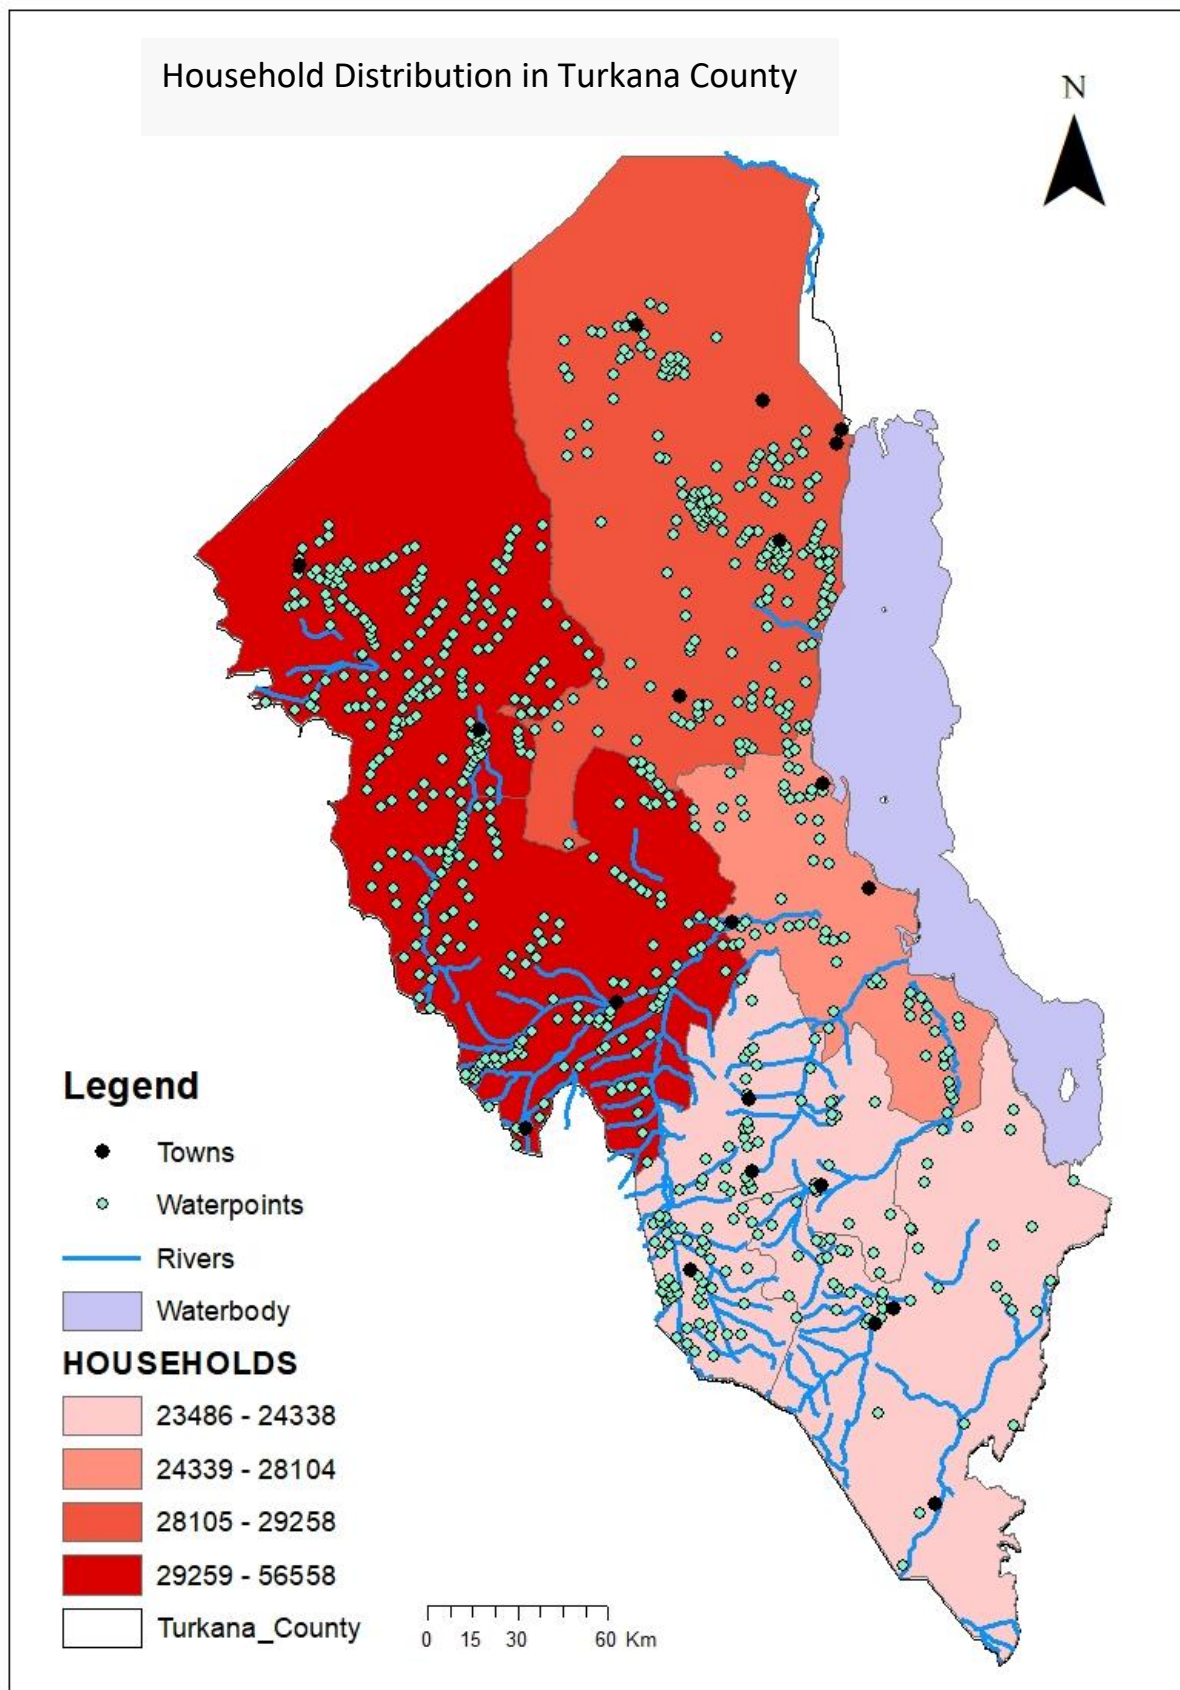 Household Distribution in Turkana County
N
Legend
Towns
Waterpoints
Rivers
Waterbody
HOUSEHOLDS
23486 - 24338
24339 - 28104
28105 - 29258
29259 - 56558
Turkana_County
0 15 30 60 Km